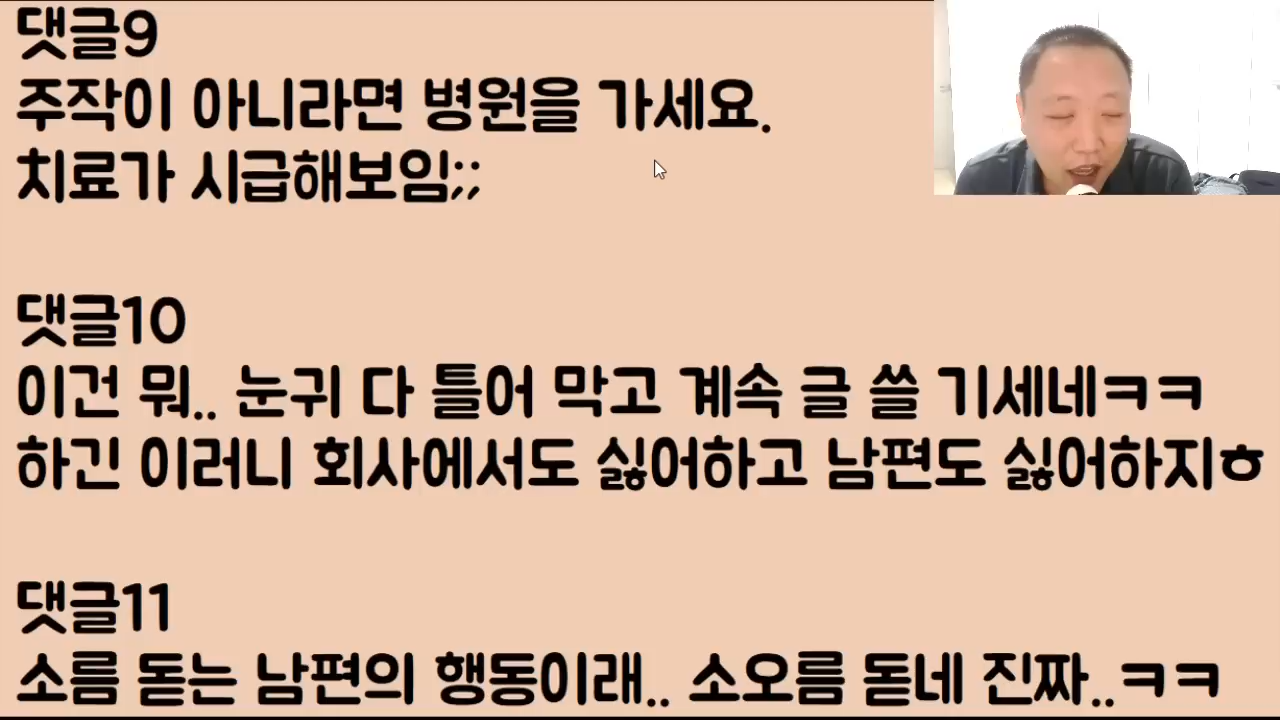 댓글9
주작이 아니라면 병원을 가세요.
치료가 시급해보임;;
댓글10
이건 뭐.. 눈귀 다 틀어 막고 계속 글 쓸 기세네ㅋㅋ
하긴 이러니 회사에서도 싫어하고 남편도 싫어하지ㅎ
댓글11
소름 돋는 남편의 행동이래.. 소오름 돋네 진짜..ㅋㅋ